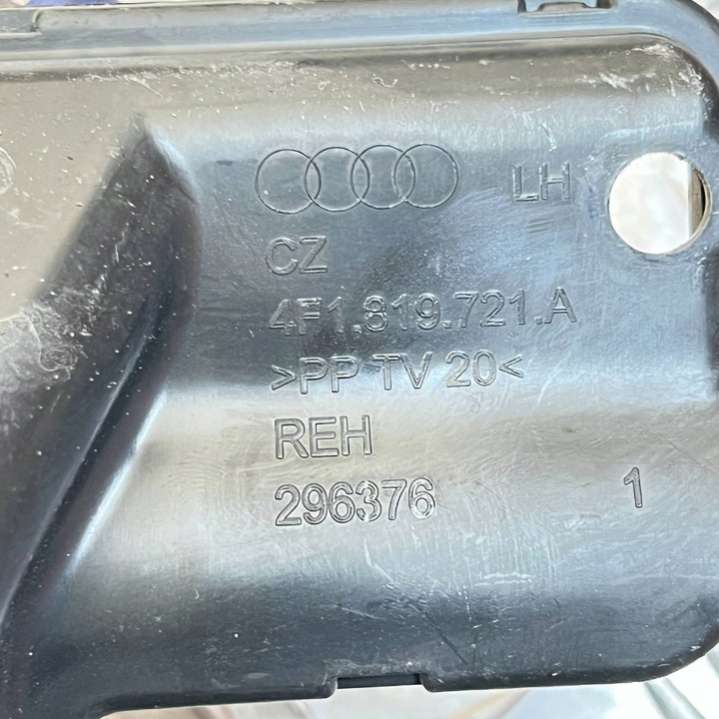 LH
CZ
4F1.819.721.A
>PP TV 20<
REH
296376 1